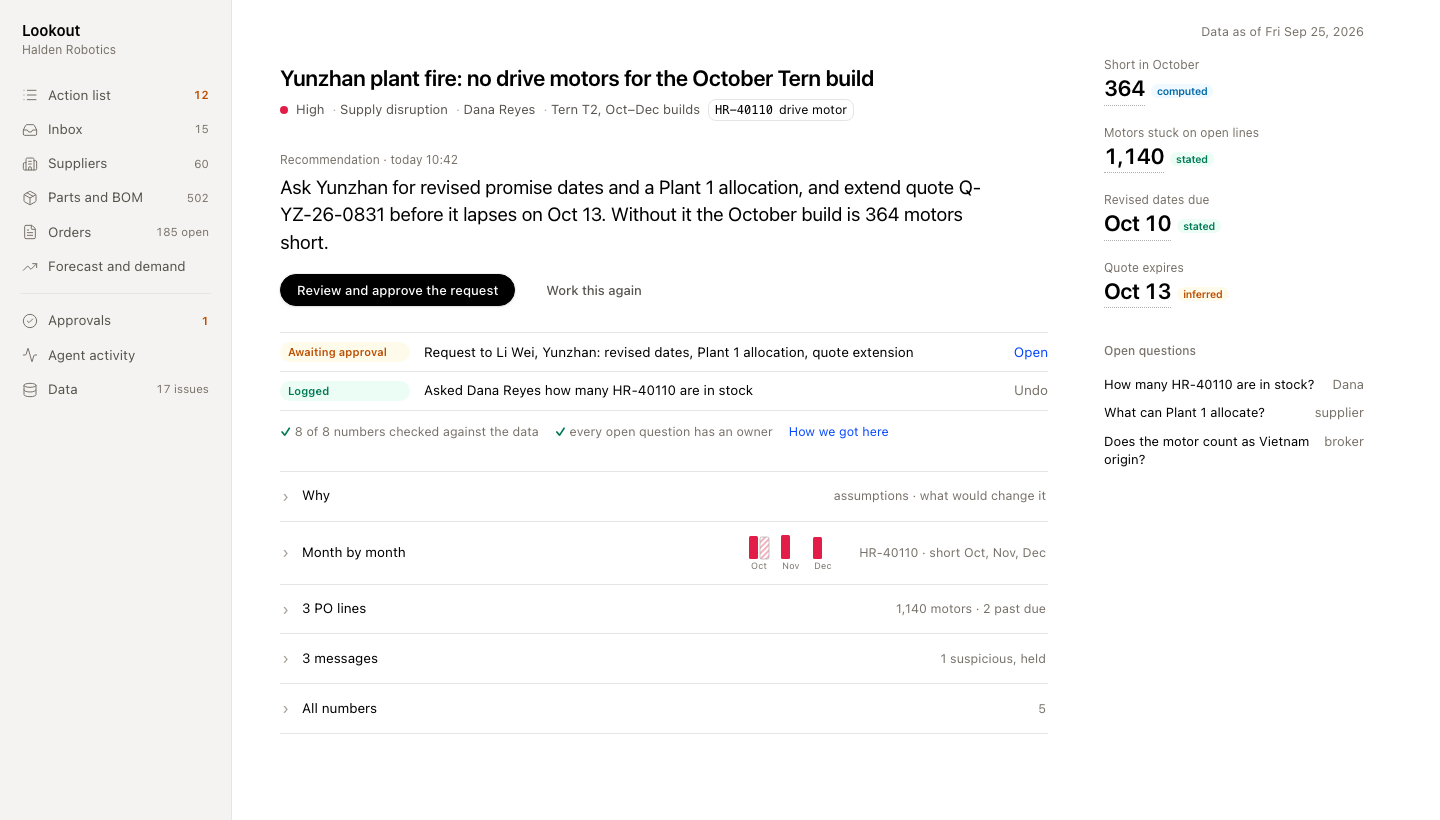 Lookout
Halden Robotics
Action list 12
Inbox 15
Suppliers 60
Parts and BOM 502
Orders 185 open
Forecast and demand
Approvals 1
Agent activity
Data 17 issues
Data as of Fri Sep 25, 2026
Yunzhan plant fire: no drive motors for the October Tern build
High · Supply disruption · Dana Reyes · Tern T2, Oct–Dec builds HR-40110 drive motor
Recommendation · today 10:42
Ask Yunzhan for revised promise dates and a Plant 1 allocation, and extend quote Q-
YZ-26-0831 before it lapses on Oct 13. Without it the October build is 364 motors
short.
Review and approve the request Work this again
Awaiting approval Request to Li Wei, Yunzhan: revised dates, Plant 1 allocation, quote extension Open
Logged Asked Dana Reyes how many HR-40110 are in stock Undo
✓ 8 of 8 numbers checked against the data ✓ every open question has an owner How we got here
Why assumptions · what would change it
Month by month Oct Nov Dec HR-40110 · short Oct, Nov, Dec
3 PO lines 1,140 motors · 2 past due
3 messages 1 suspicious, held
All numbers 5
Short in October
364 computed
Motors stuck on open lines
1,140 stated
Revised dates due
Oct 10 stated
Quote expires
Oct 13 inferred
Open questions
How many HR-40110 are in stock? Dana
What can Plant 1 allocate? supplier
Does the motor count as Vietnam broker
origin?